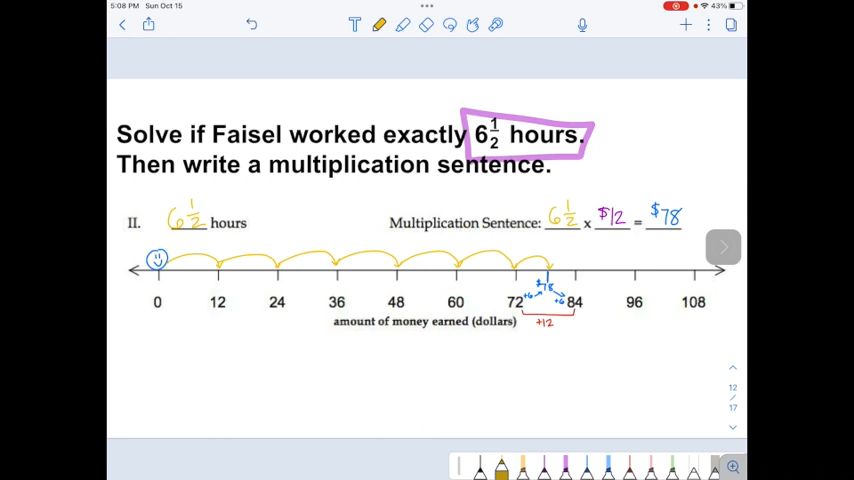 5:08 PM Sun Oct 15
43%
Solve if Faisel worked exactly 6 1/2 hours.
Then write a multiplication sentence.
II. 6 1/2 hours Multiplication Sentence: 6 1/2 x $12 = $78
$78
+6 +6
0 12 24 36 48 60 72 84 96 108
amount of money earned (dollars) +12
12
/
17